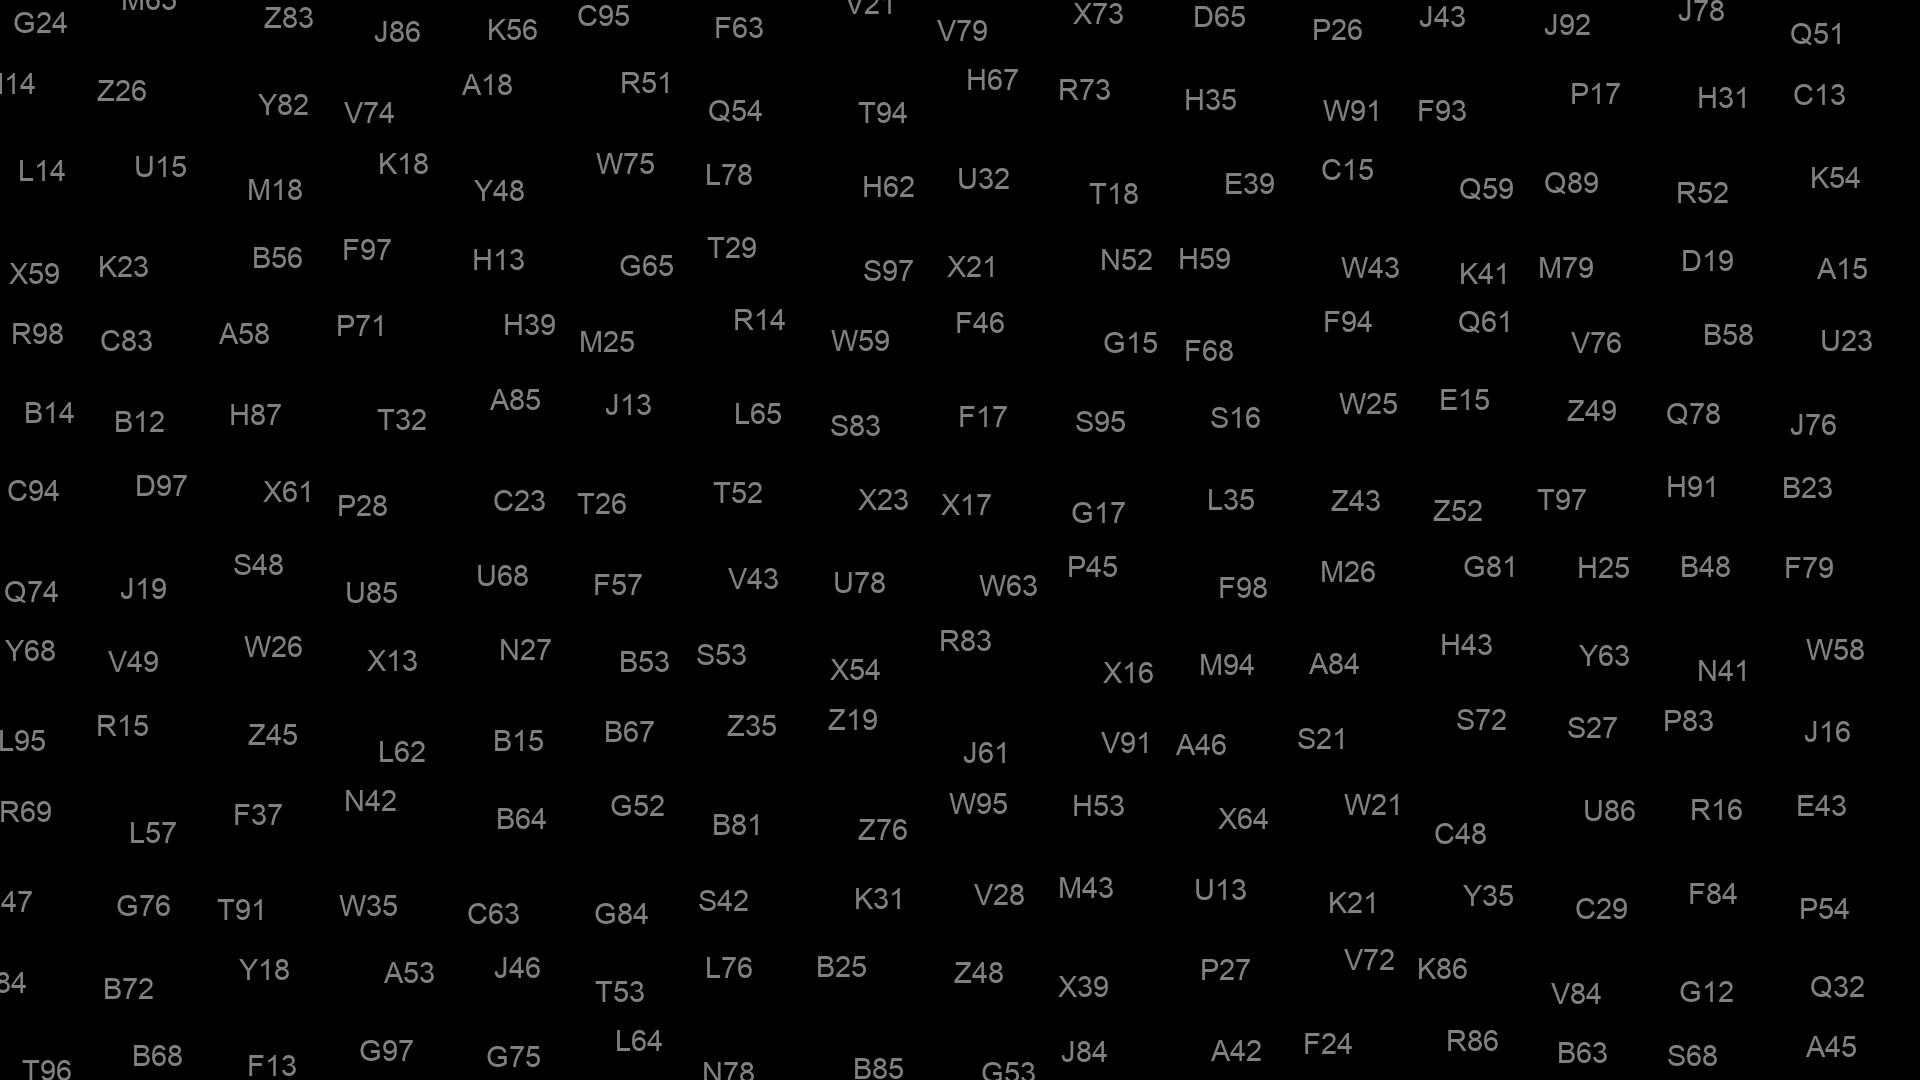 G24 M65 Z83 J86 K56 C95 F63 V21 V79 X73 D65 P26 J43 J92 J78 Q51
Z26 Y82 V74 A18 R51 Q54 T94 H67 R73 H35 W91 F93 P17 H31 C13
L14 U15 M18 K18 Y48 W75 L78 H62 U32 T18 E39 C15 Q59 Q89 R52 K54
X59 K23 B56 F97 H13 G65 T29 S97 X21 N52 H59 W43 K41 M79 D19 A15
R98 C83 A58 P71 H39 M25 R14 W59 F46 G15 F68 F94 Q61 V76 B58 U23
B14 B12 H87 T32 A85 J13 L65 S83 F17 S95 S16 W25 E15 Z49 Q78 J76
C94 D97 X61 P28 C23 T26 T52 X23 X17 G17 L35 Z43 Z52 T97 H91 B23
Q74 J19 S48 U85 U68 F57 V43 U78 W63 P45 F98 M26 G81 H25 B48 F79
Y68 V49 W26 X13 N27 B53 S53 X54 R83 X16 M94 A84 H43 Y63 N41 W58
L95 R15 Z45 L62 B15 B67 Z35 Z19 J61 V91 A46 S21 S72 S27 P83 J16
R69 L57 F37 N42 B64 G52 B81 Z76 W95 H53 X64 W21 C48 U86 R16 E43
47 G76 T91 W35 C63 G84 S42 K31 V28 M43 U13 K21 Y35 C29 F84 P54
84 B72 Y18 A53 J46 T53 L76 B25 Z48 X39 P27 V72 K86 V84 G12 Q32
T96 B68 F13 G97 G75 L64 N78 B85 G53 J84 A42 F24 R86 B63 S68 A45